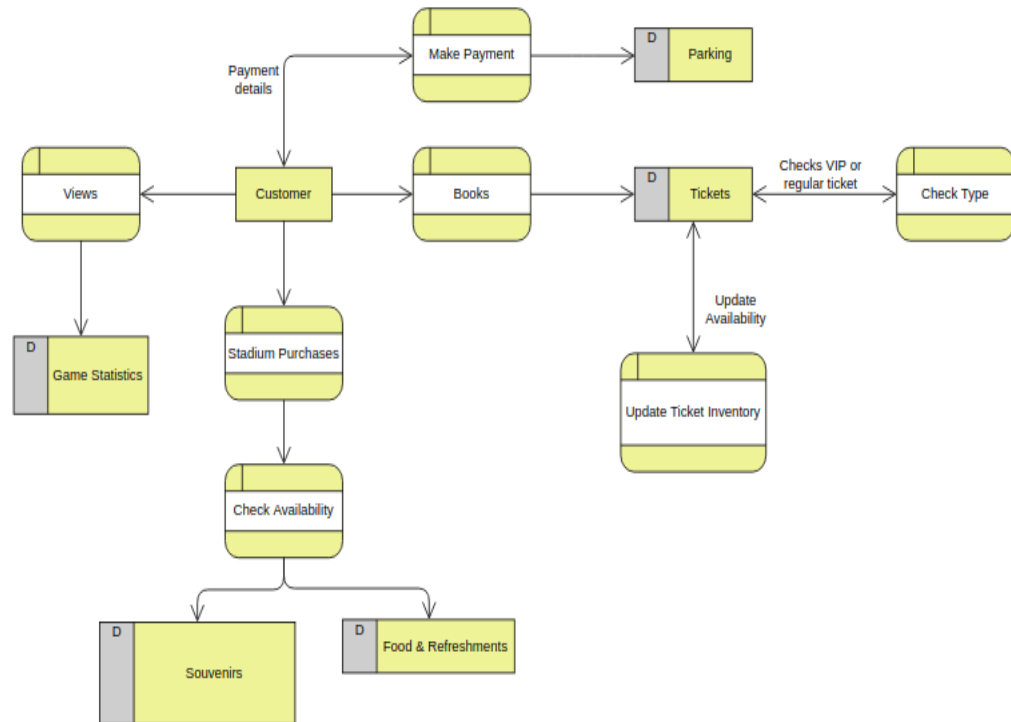 D
Make Payment
Parking
Payment
details
Checks VIP or
regular ticket
D
Views
Customer
Books
Tickets
Check Type
Update
Availability
D
Stadium Purchases
Game Statistics
Update Ticket Inventory
Check Availability
D
D
Food & Refreshments
Souvenirs